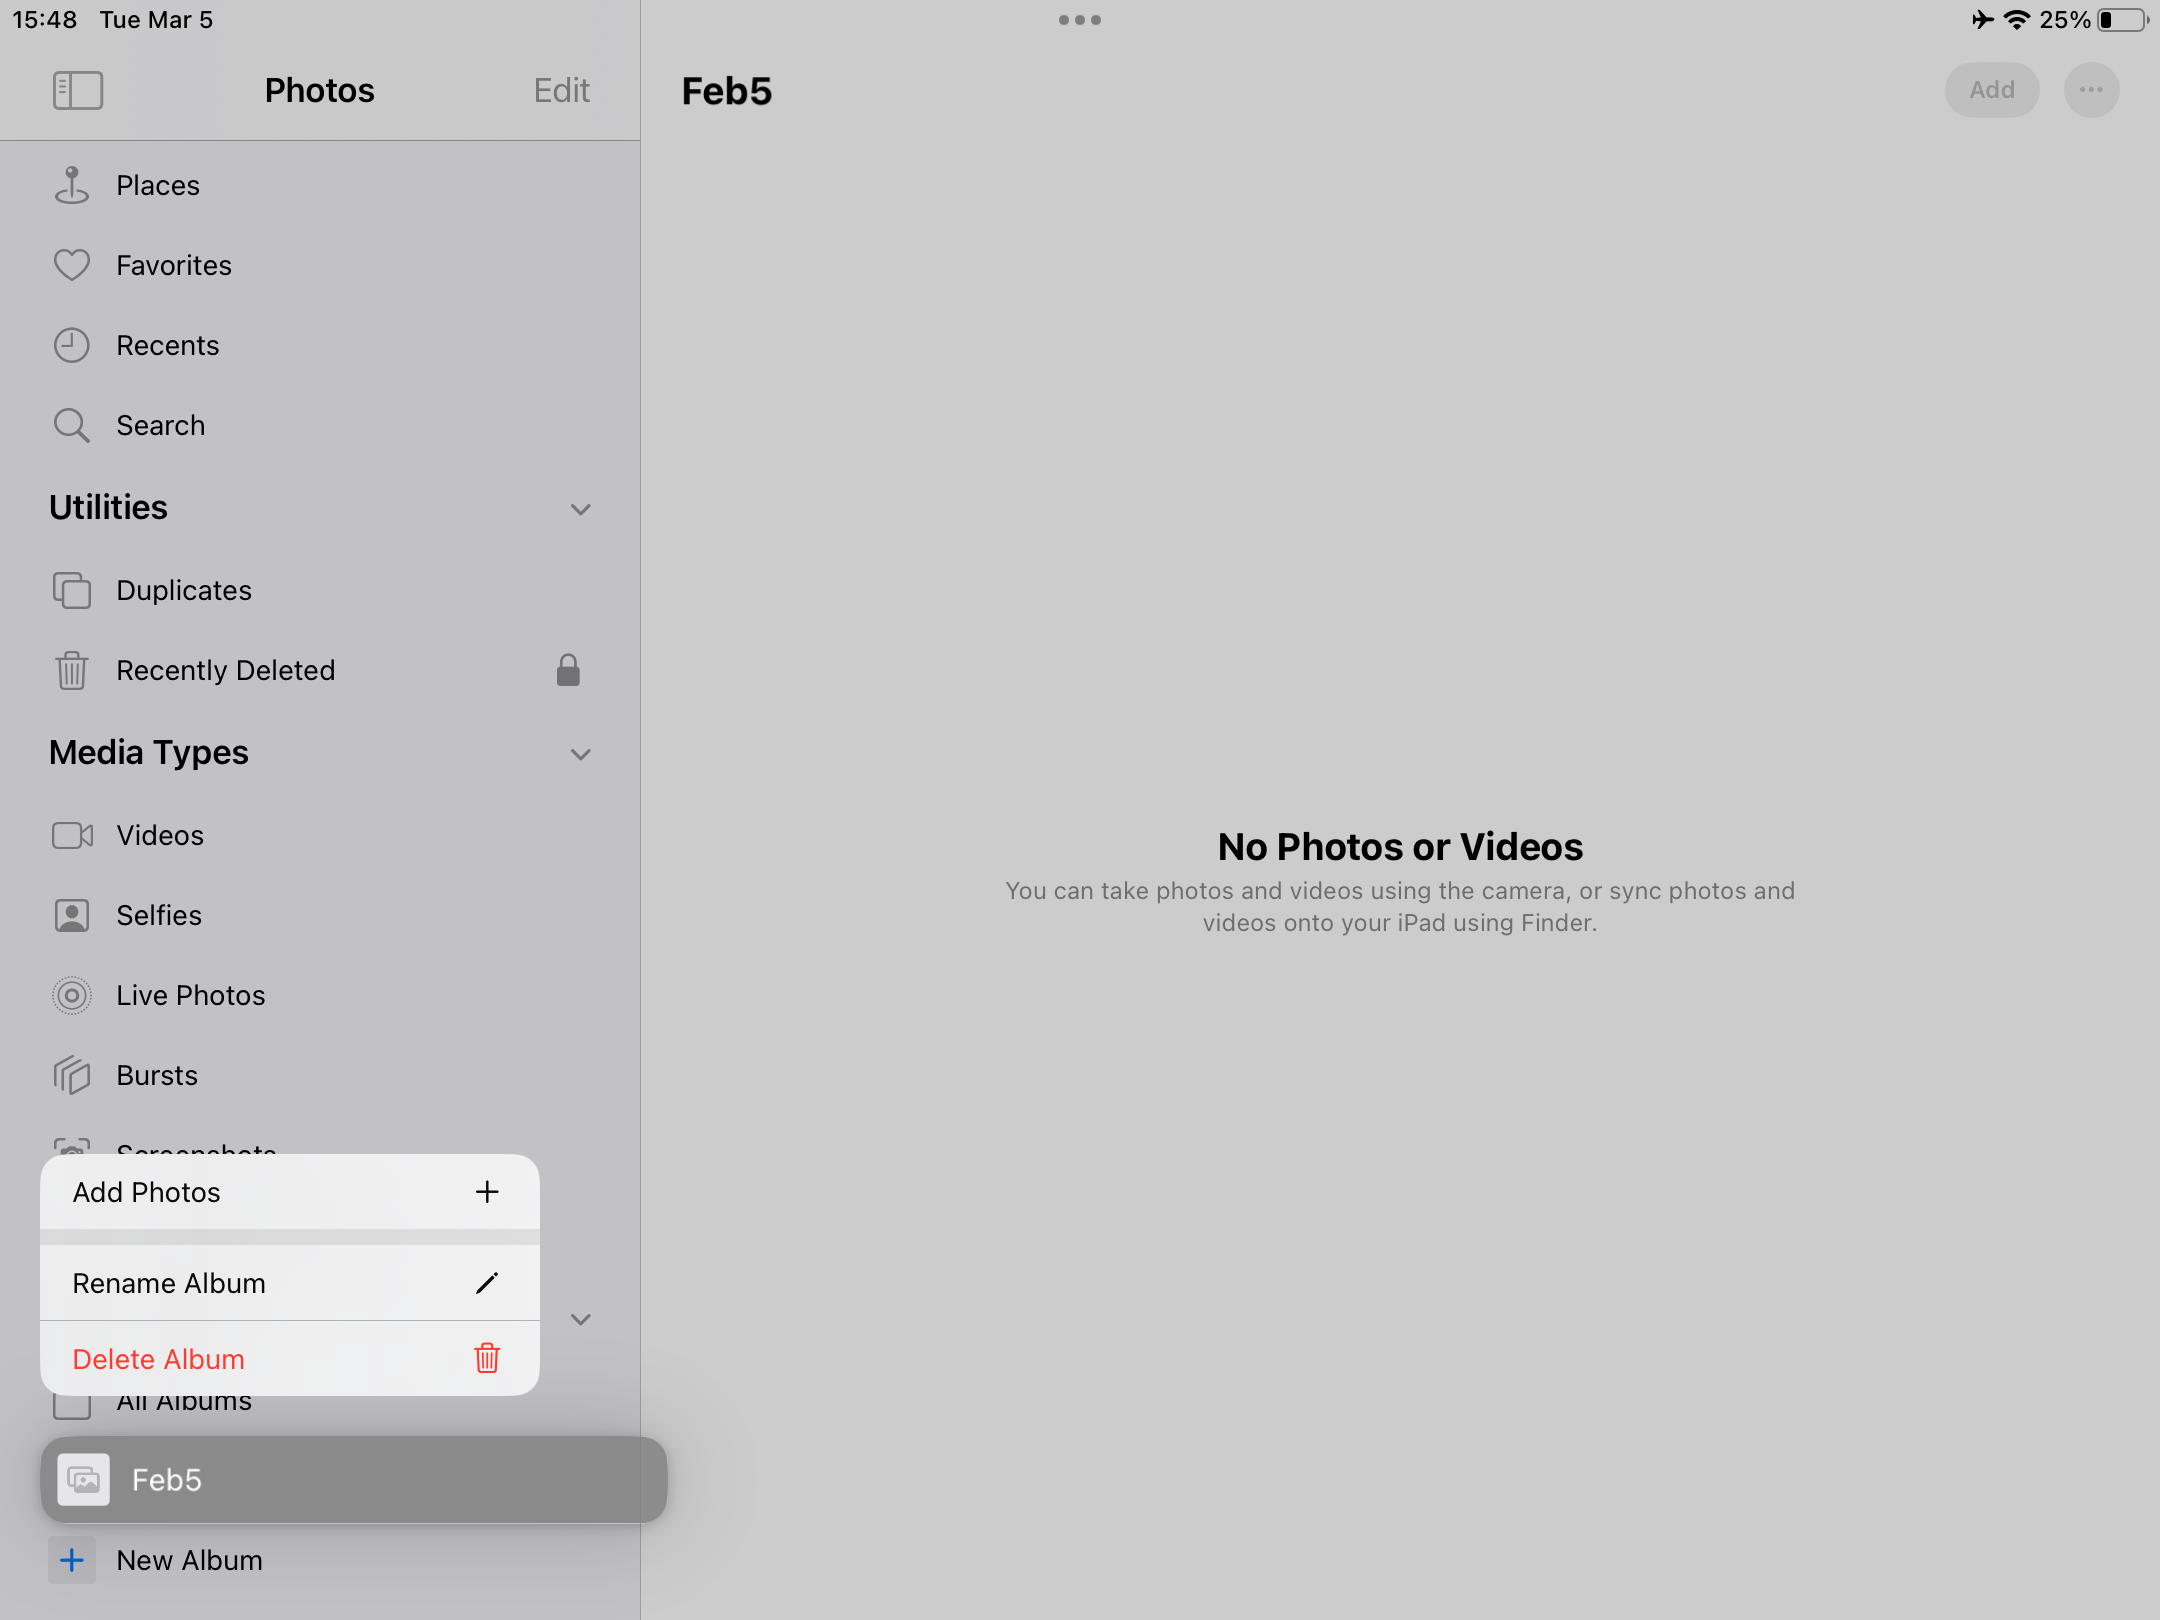 15:48 Tue Mar 5
25%
Photos
Edit
Places
Favorites
Recents
Search
Utilities
Duplicates
Recently Deleted
Media Types
Videos
Selfies
Live Photos
Bursts
Screenshots
Add Photos
Rename Album
Delete Album
All Albums
Feb5
New Album
Feb5
Add
No Photos or Videos
You can take photos and videos using the camera, or sync photos and
videos onto your iPad using Finder.